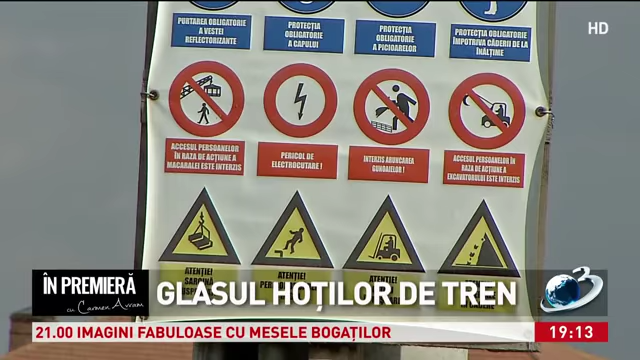 HD
PURTAREA OBLIGATORIE
A VESTEI
REFLECTORIZANTE
PROTECȚIA
OBLIGATORIE
A CAPULUI
PROTECȚIA
OBLIGATORIE
A PICIOARELOR
PROTECȚIA OBLIGATORIE
ÎMPOTRIVA CĂDERII DE LA
ÎNĂLȚIME
ACCESUL PERSOANELOR
ÎN RAZA DE ACȚIUNE A
MACARALEI ESTE INTERZIS
PERICOL DE
ELECTROCUTARE !
INTERZIS ARUNCAREA
GUNOAIELOR !
ACCESUL PERSOANELOR ÎN
RAZA DE ACȚIUNE A
EXCAVATORULUI ESTE INTERZIS
ATENȚIE!
SARCINĂ
ATENȚIE!
ATENȚIE!
ÎN PREMIERĂ
cu Carmen Avram
GLASUL HOȚILOR DE TREN
3
21.00 IMAGINI FABULOASE CU MESELE BOGAȚILOR
19:13